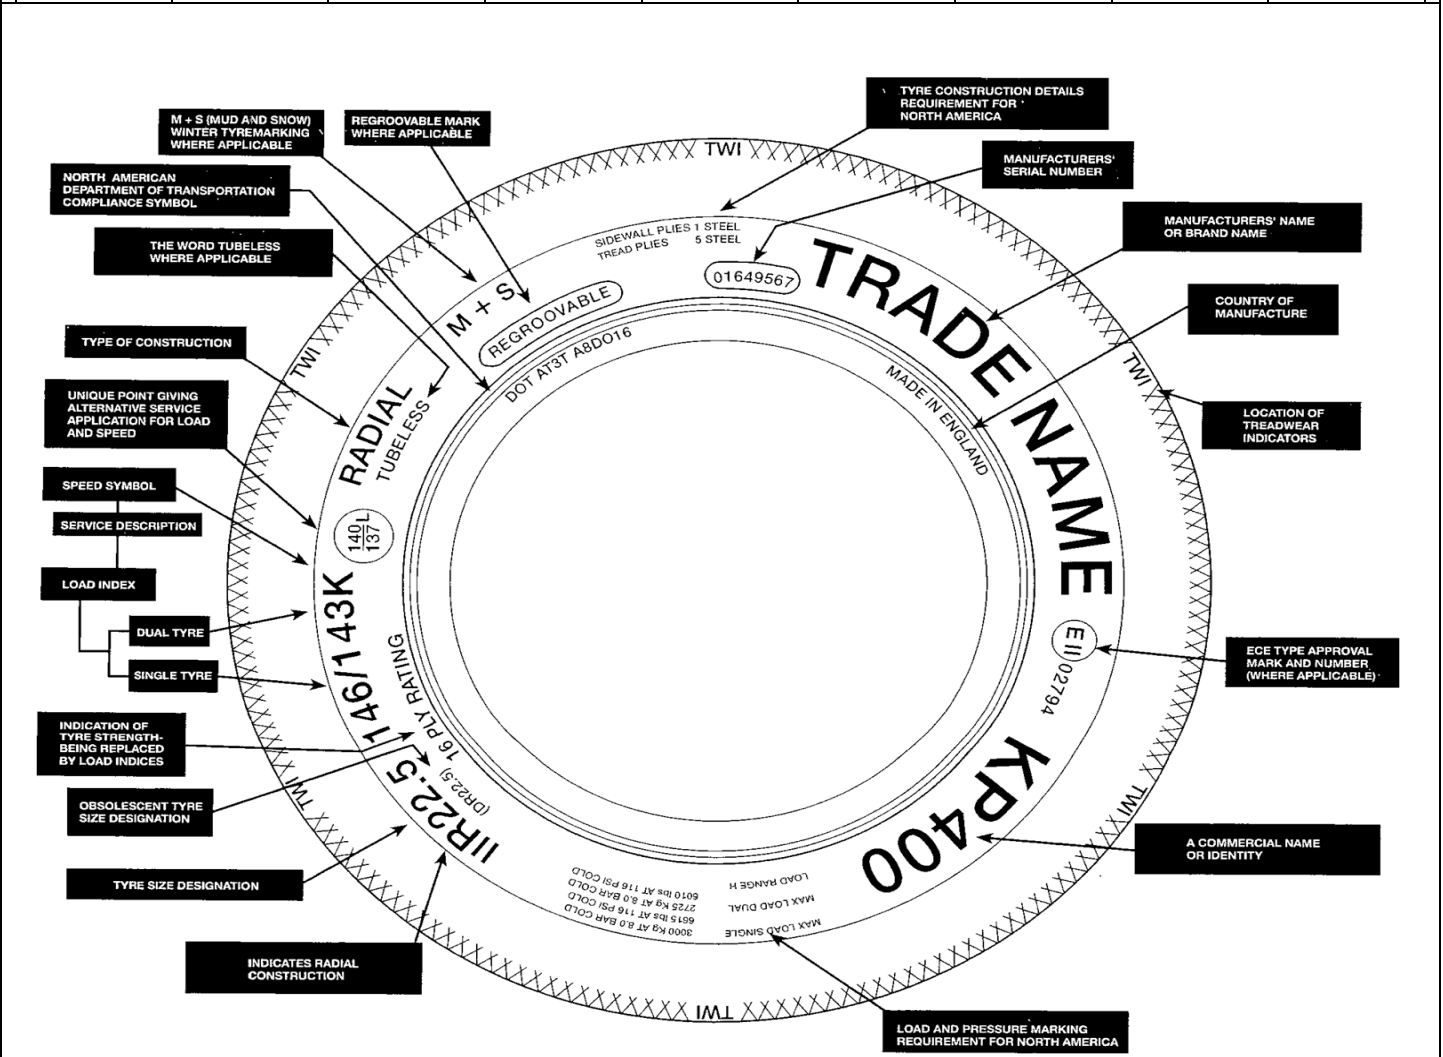 TYRE CONSTRUCTION DETAILS
REQUIREMENT FOR
NORTH AMERICA
M + S (MUD AND SNOW)
WINTER TYREMARKING
WHERE APPLICABLE
REGROOVABLE MARK
WHERE APPLICABLE
MANUFACTURERS'
SERIAL NUMBER
NORTH AMERICAN
DEPARTMENT OF TRANSPORTATION
COMPLIANCE SYMBOL
MANUFACTURERS' NAME
OR BRAND NAME
THE WORD TUBELESS
WHERE APPLICABLE
COUNTRY OF
MANUFACTURE
TYPE OF CONSTRUCTION
UNIQUE POINT GIVING
ALTERNATIVE SERVICE
APPLICATION FOR LOAD
AND SPEED
LOCATION OF
TREADWEAR
INDICATORS
SPEED SYMBOL
SERVICE DESCRIPTION
LOAD INDEX
DUAL TYRE
SINGLE TYRE
ECE TYPE APPROVAL
MARK AND NUMBER
(WHERE APPLICABLE)
INDICATION OF
TYRE STRENGTH-
BEING REPLACED
BY LOAD INDICES
OBSOLESCENT TYRE
SIZE DESIGNATION
A COMMERCIAL NAME
OR IDENTITY
TYRE SIZE DESIGNATION
INDICATES RADIAL
CONSTRUCTION
LOAD AND PRESSURE MARKING
REQUIREMENT FOR NORTH AMERICA
TWI
TWI
TWI
TWI
TWI
TWI
SIDEWALL PLIES 1 STEEL
TREAD PLIES 5 STEEL
01649567
TRADE NAME
MADE IN ENGLAND
E II 02794
KP400
MAX LOAD SINGLE 3000 Kg AT 8.0 BAR COLD
6615 lbs AT 116 PSI COLD
MAX LOAD DUAL 2725 Kg AT 8.0 BAR COLD
6010 lbs AT 116 PSI COLD
LOAD RANGE H
IIR22.5 146/143K
(DR22.5) 16 PLY RATING
140
137 L
RADIAL
TUBELESS
M + S
REGROOVABLE
DOT AT3T A8DO16